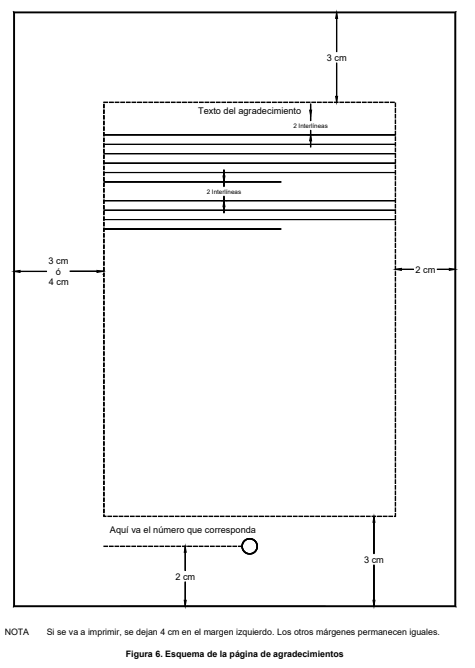 3 cm
Texto del agradecimiento
2 Interlíneas
2 Interlíneas
3 cm
ó
4 cm
2 cm
Aquí va el número que corresponda
3 cm
2 cm
NOTA Si se va a imprimir, se dejan 4 cm en el margen izquierdo. Los otros márgenes permanecen iguales.
Figura 6. Esquema de la página de agradecimientos